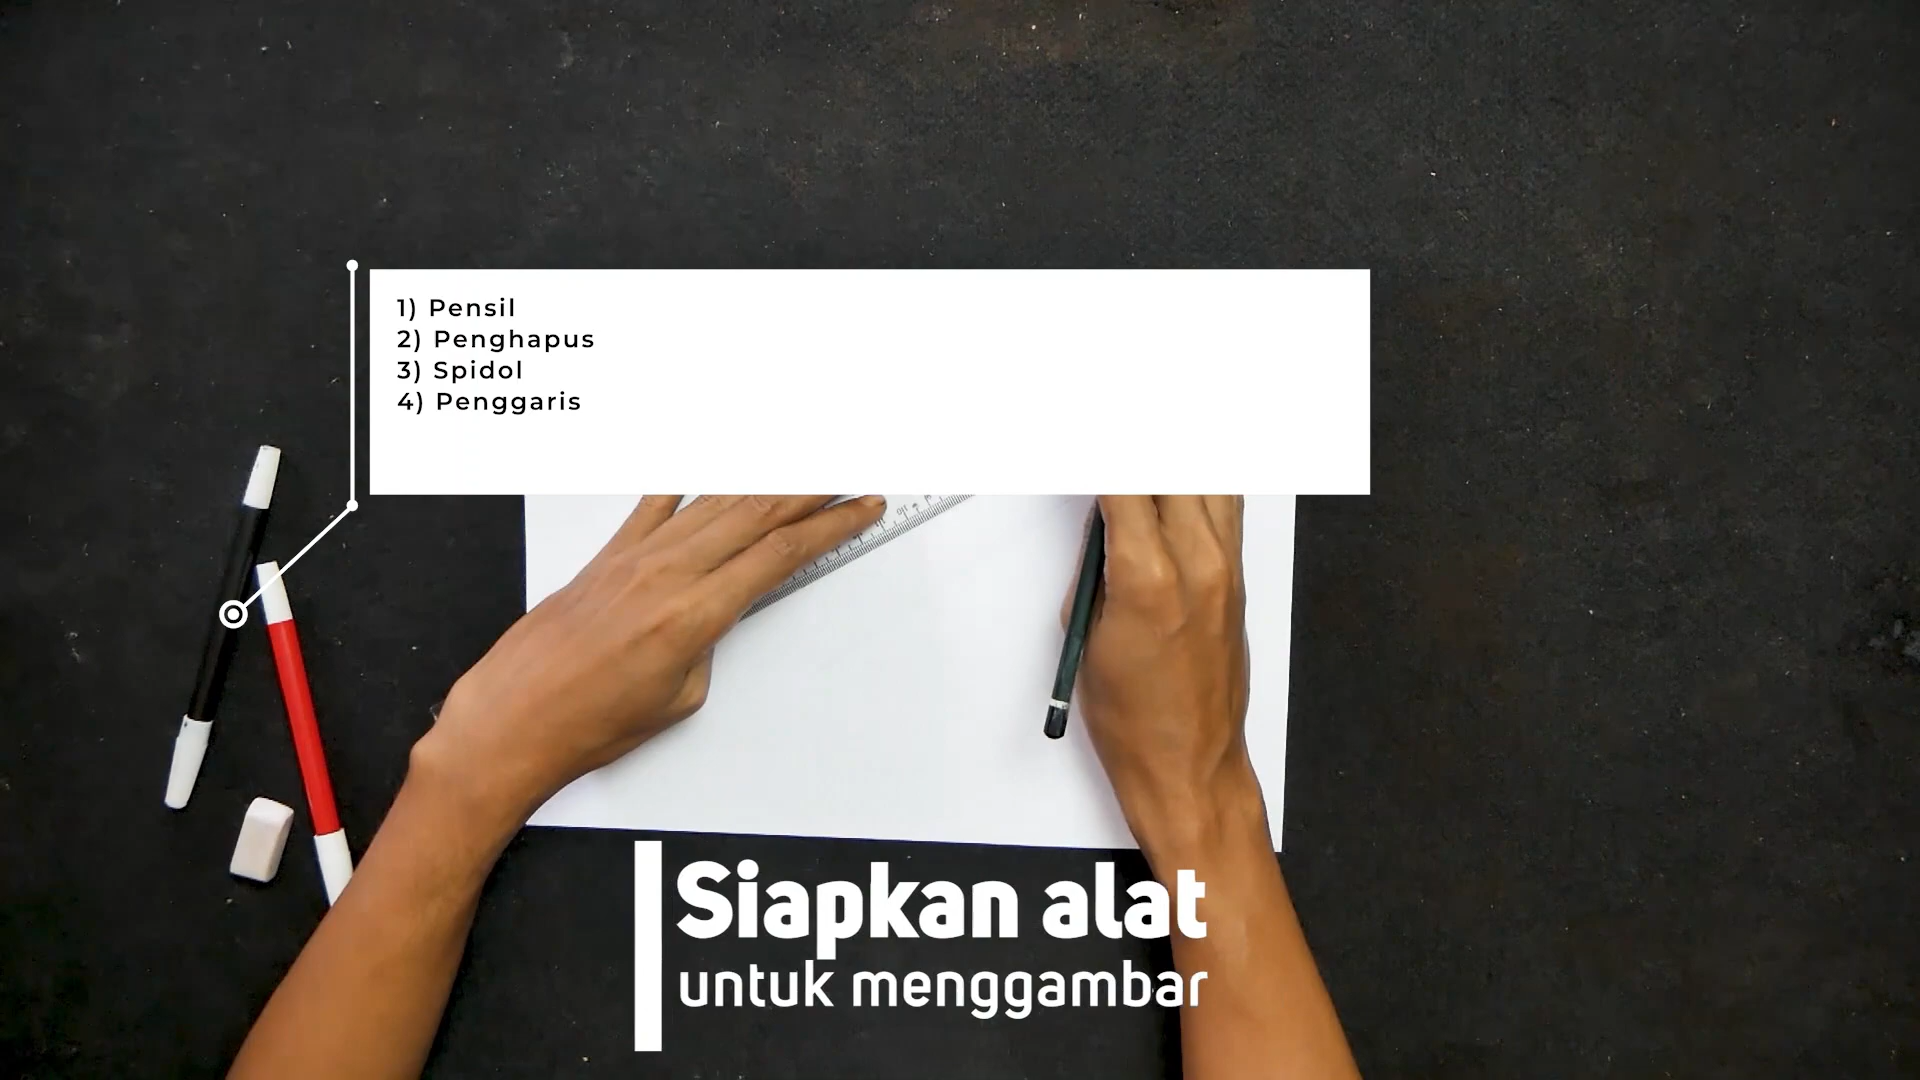 1) Pensil
2) Penghapus
3) Spidol
4) Penggaris
Siapkan alat
untuk menggambar